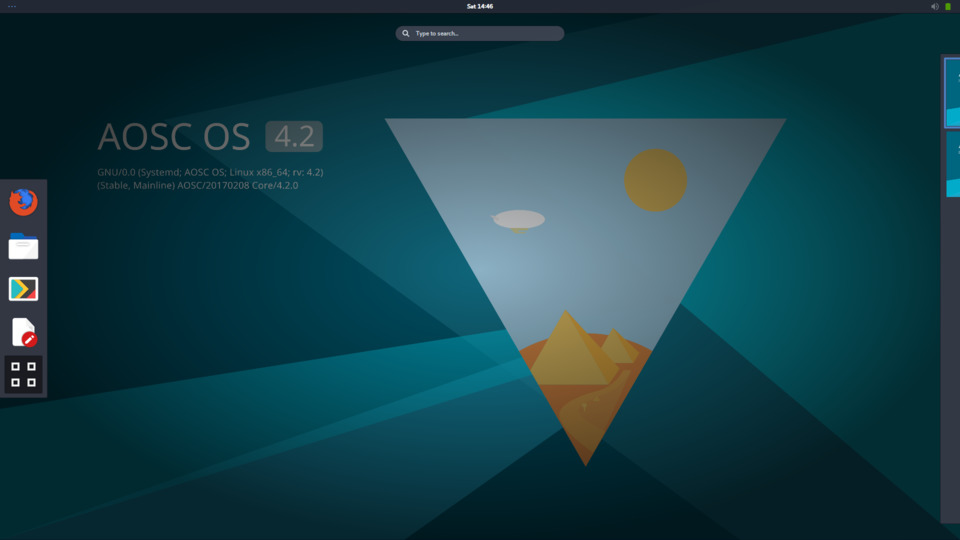 Sat 14:46
Type to search...
AOSC OS 4.2
GNU/0.0 (Systemd; AOSC OS; Linux x86_64; rv: 4.2)
(Stable, Mainline) AOSC/20170208 Core/4.2.0